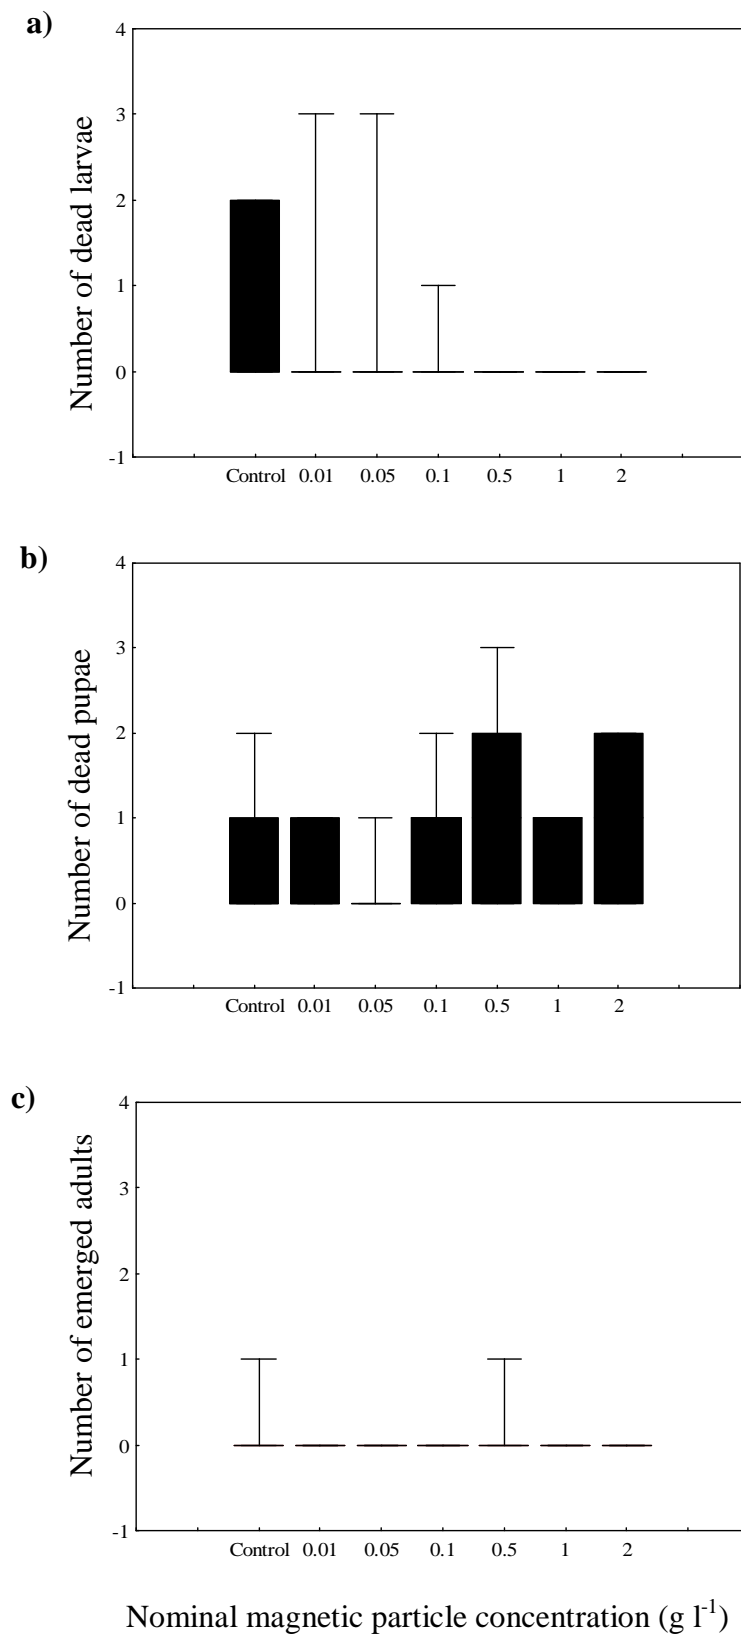 a)
Number of dead larvae
4
3
2
1
0
-1
Control 0.01 0.05 0.1 0.5 1 2
b)
Number of dead pupae
4
3
2
1
0
-1
Control 0.01 0.05 0.1 0.5 1 2
c)
Number of emerged adults
4
3
2
1
0
-1
Control 0.01 0.05 0.1 0.5 1 2
Nominal magnetic particle concentration (g l⁻¹)